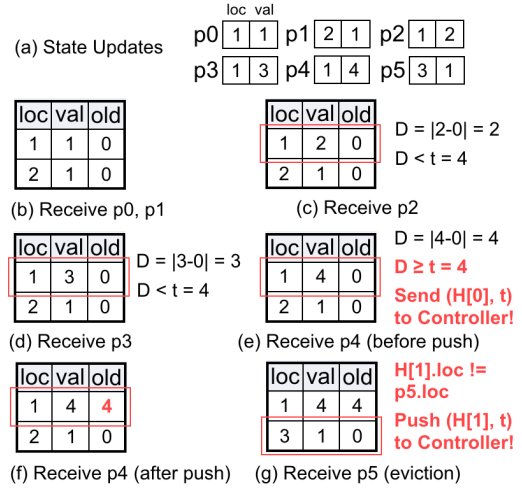 loc val
(a) State Updates
p0 1 1 p1 2 1 p2 1 2
p3 1 3 p4 1 4 p5 3 1
loc val old
1 1 0
2 1 0
(b) Receive p0, p1
loc val old
1 2 0
2 1 0
D = |2-0| = 2
D < t = 4
(c) Receive p2
loc val old
1 3 0
2 1 0
D = |3-0| = 3
D < t = 4
(d) Receive p3
loc val old
1 4 0
2 1 0
D = |4-0| = 4
D ≥ t = 4
Send (H[0], t)
to Controller!
(e) Receive p4 (before push)
loc val old
1 4 4
2 1 0
(f) Receive p4 (after push)
loc val old
1 4 4
3 1 0
H[1].loc !=
p5.loc
Push (H[1], t)
to Controller!
(g) Receive p5 (eviction)